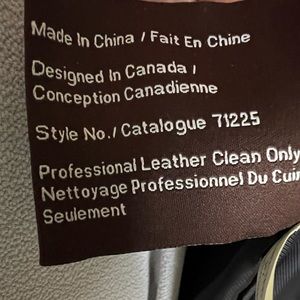 Made In China / Fait En Chine
Designed In Canada /
Conception Canadienne
Style No./ Catalogue 71225
Professional Leather Clean Only
Nettoyage Professionnel Du Cuir
Seulement